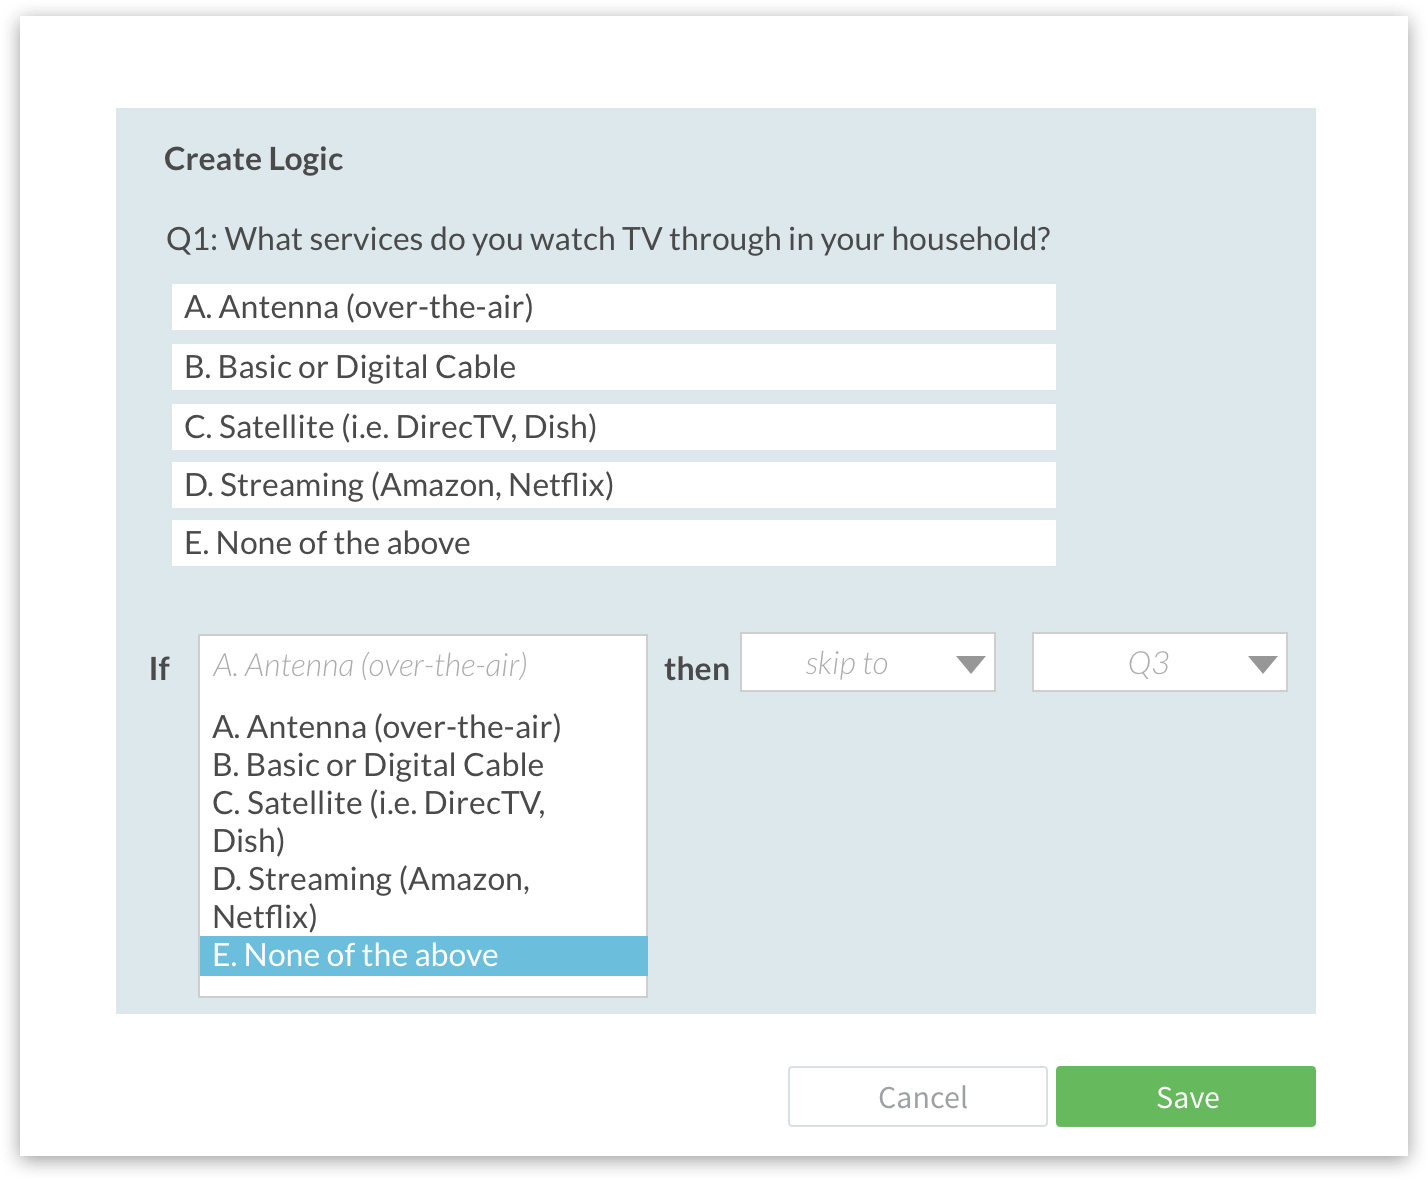 Create Logic
Q1: What services do you watch TV through in your household?
A. Antenna (over-the-air)
B. Basic or Digital Cable
C. Satellite (i.e. DirecTV, Dish)
D. Streaming (Amazon, Netflix)
E. None of the above
If A. Antenna (over-the-air) then skip to Q3
A. Antenna (over-the-air)
B. Basic or Digital Cable
C. Satellite (i.e. DirecTV,
Dish)
D. Streaming (Amazon,
Netflix)
E. None of the above
Cancel Save